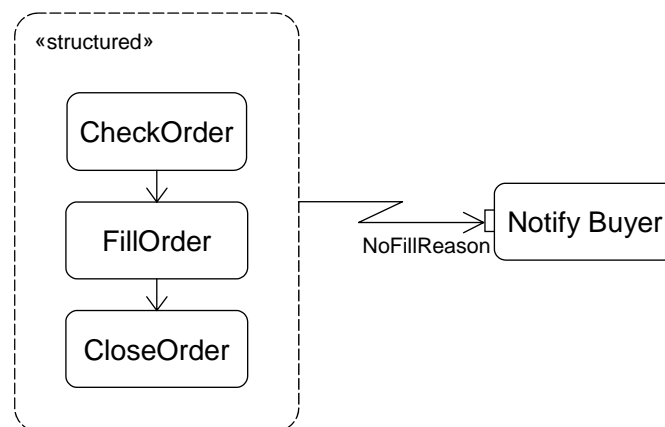 «structured»
CheckOrder
FillOrder
CloseOrder
NoFillReason
Notify Buyer